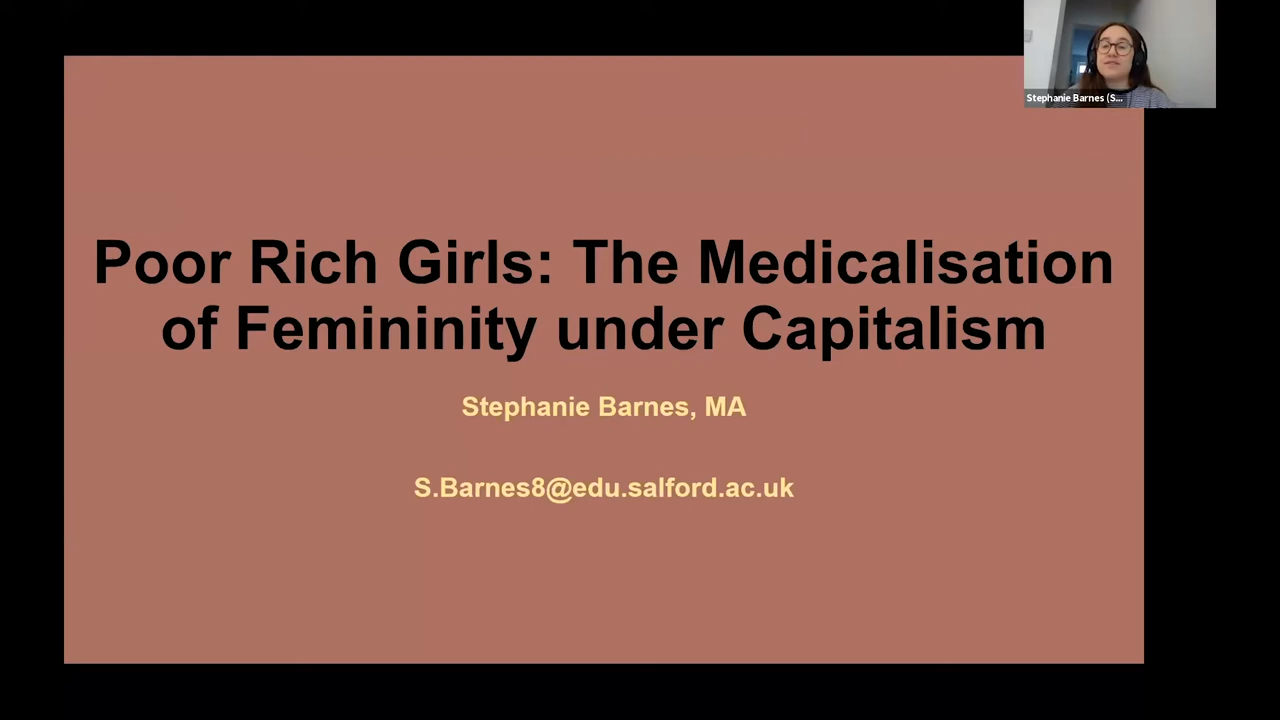 Stephanie Barnes (S...
Poor Rich Girls: The Medicalisation
of Femininity under Capitalism
Stephanie Barnes, MA
S.Barnes8@edu.salford.ac.uk